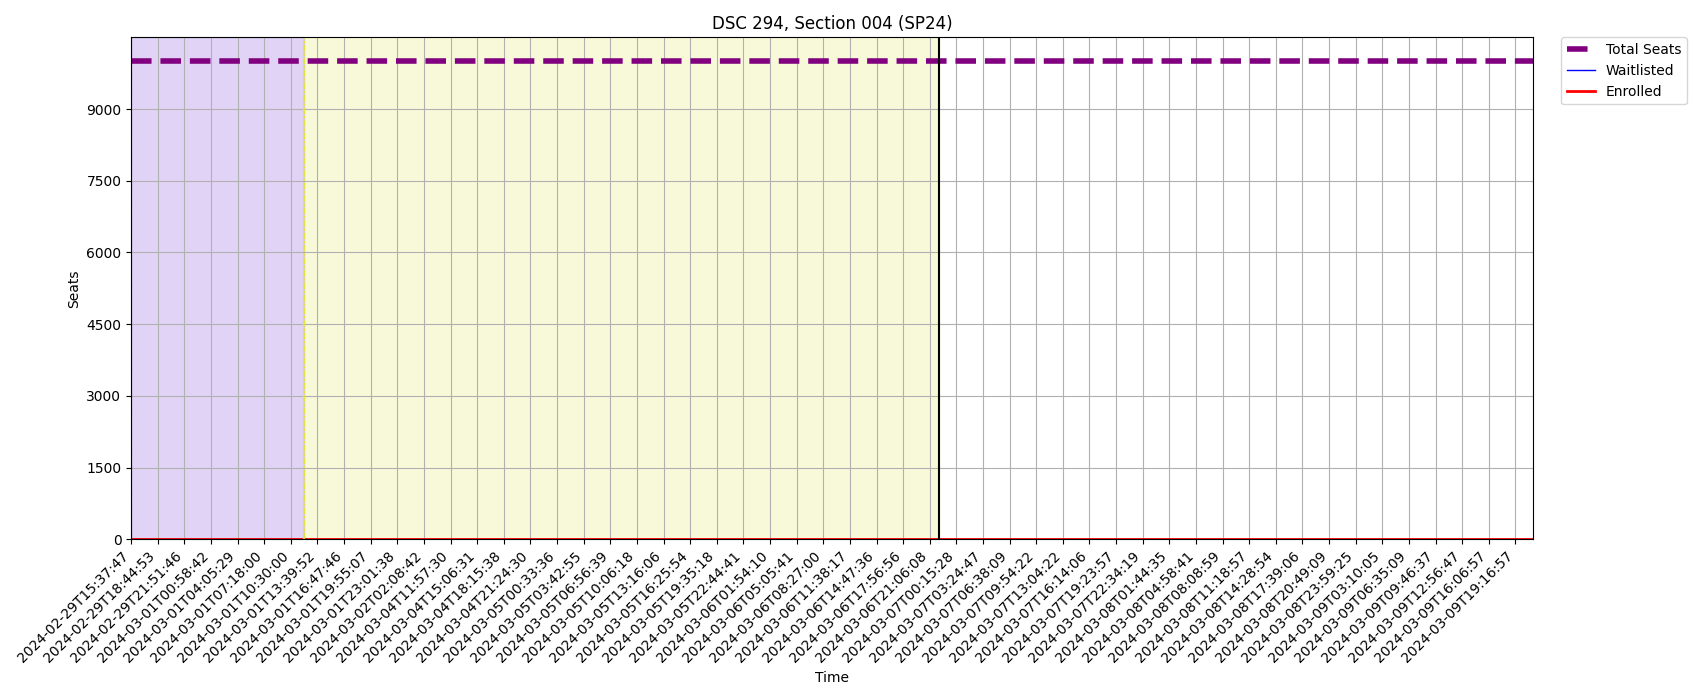 DSC 294, Section 004 (SP24)
Total Seats
Waitlisted
Enrolled
Seats
9000
7500
6000
4500
3000
1500
0
2024-02-29T15:37:47
2024-02-29T18:44:53
2024-02-29T21:51:46
2024-03-01T00:58:42
2024-03-01T04:05:29
2024-03-01T07:18:00
2024-03-01T10:30:00
2024-03-01T13:39:52
2024-03-01T16:47:46
2024-03-01T19:55:07
2024-03-01T23:01:38
2024-03-02T02:08:42
2024-03-04T11:57:30
2024-03-04T15:06:31
2024-03-04T18:15:38
2024-03-04T21:24:30
2024-03-05T00:33:36
2024-03-05T03:42:55
2024-03-05T06:56:39
2024-03-05T10:06:18
2024-03-05T13:16:06
2024-03-05T16:25:54
2024-03-05T19:35:18
2024-03-05T22:44:41
2024-03-06T01:54:10
2024-03-06T05:05:41
2024-03-06T08:27:00
2024-03-06T11:38:17
2024-03-06T14:47:36
2024-03-06T17:56:56
2024-03-06T21:06:08
2024-03-07T00:15:28
2024-03-07T03:24:47
2024-03-07T06:38:09
2024-03-07T09:54:22
2024-03-07T13:04:22
2024-03-07T16:14:06
2024-03-07T19:23:57
2024-03-07T22:34:19
2024-03-08T01:44:35
2024-03-08T04:58:41
2024-03-08T08:08:59
2024-03-08T11:18:57
2024-03-08T14:28:54
2024-03-08T17:39:06
2024-03-08T20:49:09
2024-03-08T23:59:25
2024-03-09T03:10:05
2024-03-09T06:35:09
2024-03-09T09:46:37
2024-03-09T12:56:47
2024-03-09T16:06:57
2024-03-09T19:16:57
Time